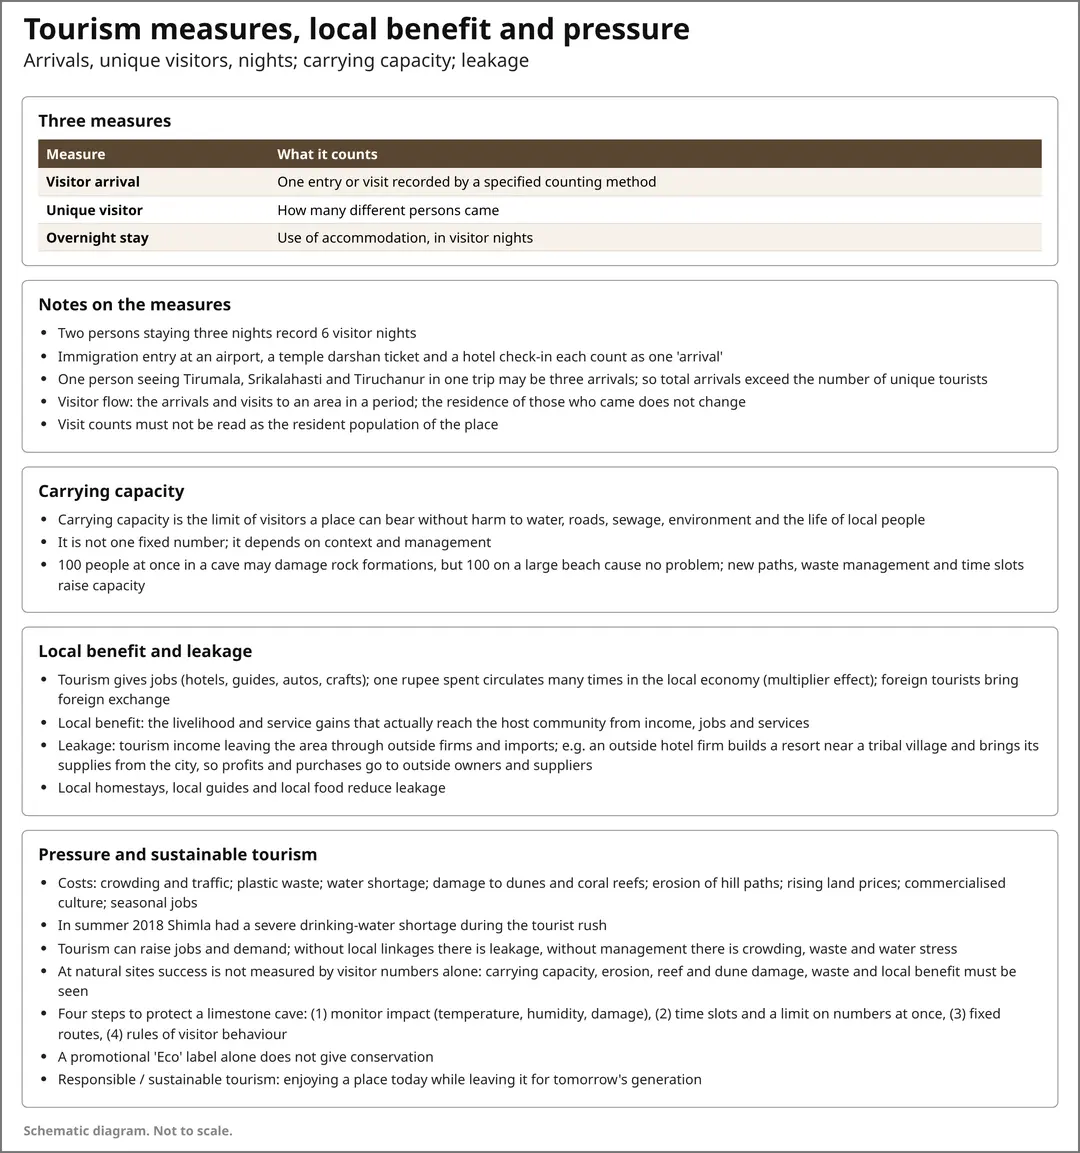 Tourism measures, local benefit and pressure
Arrivals, unique visitors, nights; carrying capacity; leakage
Three measures
Measure What it counts
Visitor arrival One entry or visit recorded by a specified counting method
Unique visitor How many different persons came
Overnight stay Use of accommodation, in visitor nights
Notes on the measures
• Two persons staying three nights record 6 visitor nights
• Immigration entry at an airport, a temple darshan ticket and a hotel check-in each count as one 'arrival'
• One person seeing Tirumala, Srikalahasti and Tiruchanur in one trip may be three arrivals; so total arrivals exceed the number of unique tourists
• Visitor flow: the arrivals and visits to an area in a period; the residence of those who came does not change
• Visit counts must not be read as the resident population of the place
Carrying capacity
• Carrying capacity is the limit of visitors a place can bear without harm to water, roads, sewage, environment and the life of local people
• It is not one fixed number; it depends on context and management
• 100 people at once in a cave may damage rock formations, but 100 on a large beach cause no problem; new paths, waste management and time slots
raise capacity
Local benefit and leakage
• Tourism gives jobs (hotels, guides, autos, crafts); one rupee spent circulates many times in the local economy (multiplier effect); foreign tourists bring
foreign exchange
• Local benefit: the livelihood and service gains that actually reach the host community from income, jobs and services
• Leakage: tourism income leaving the area through outside firms and imports; e.g. an outside hotel firm builds a resort near a tribal village and brings its
supplies from the city, so profits and purchases go to outside owners and suppliers
• Local homestays, local guides and local food reduce leakage
Pressure and sustainable tourism
• Costs: crowding and traffic; plastic waste; water shortage; damage to dunes and coral reefs; erosion of hill paths; rising land prices; commercialised
culture; seasonal jobs
• In summer 2018 Shimla had a severe drinking-water shortage during the tourist rush
• Tourism can raise jobs and demand; without local linkages there is leakage, without management there is crowding, waste and water stress
• At natural sites success is not measured by visitor numbers alone: carrying capacity, erosion, reef and dune damage, waste and local benefit must be
seen
• Four steps to protect a limestone cave: (1) monitor impact (temperature, humidity, damage), (2) time slots and a limit on numbers at once, (3) fixed
routes, (4) rules of visitor behaviour
• A promotional 'Eco' label alone does not give conservation
• Responsible / sustainable tourism: enjoying a place today while leaving it for tomorrow's generation
Schematic diagram. Not to scale.